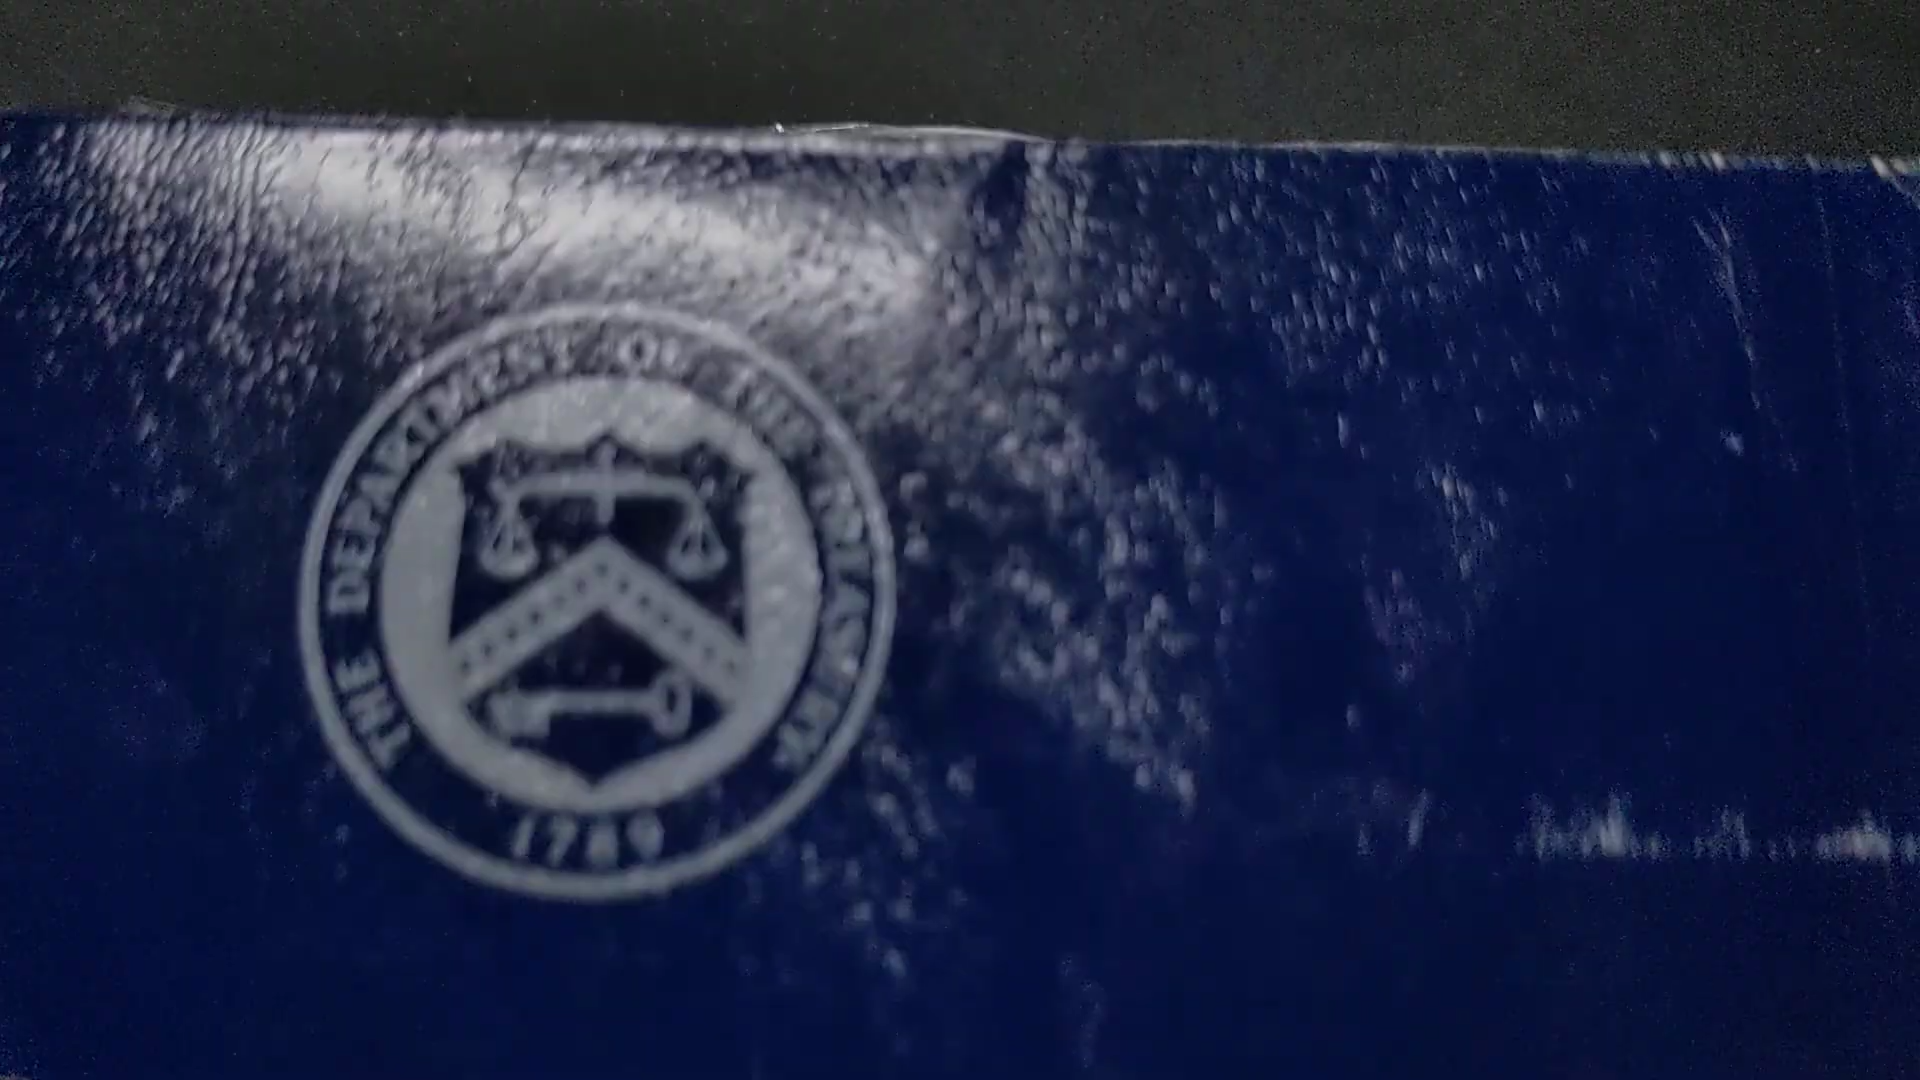 THE DEPARTMENT OF THE TREASURY
1789